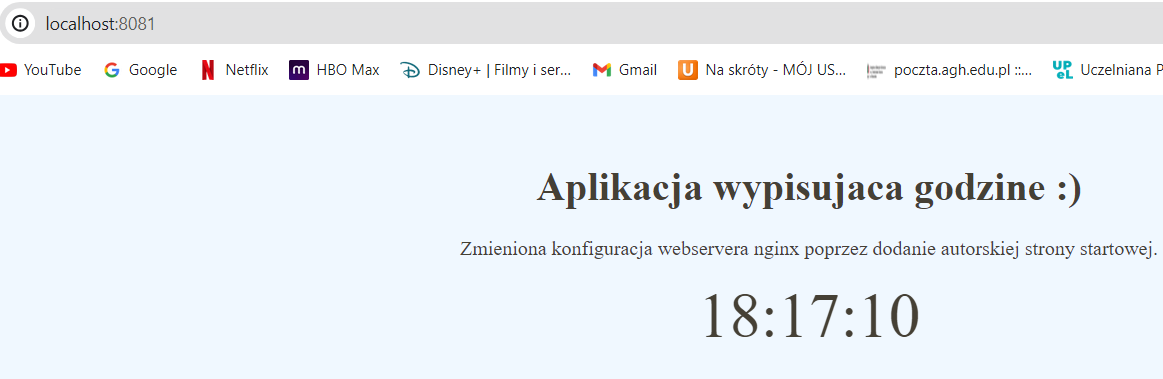 localhost:8081
YouTube Google Netflix HBO Max Disney+ | Filmy i ser... Gmail Na skróty - MÓJ US... poczta.agh.edu.pl ::... Uczelniana P
Aplikacja wypisujaca godzine :)
Zmieniona konfiguracja webservera nginx poprzez dodanie autorskiej strony startowej.
18:17:10